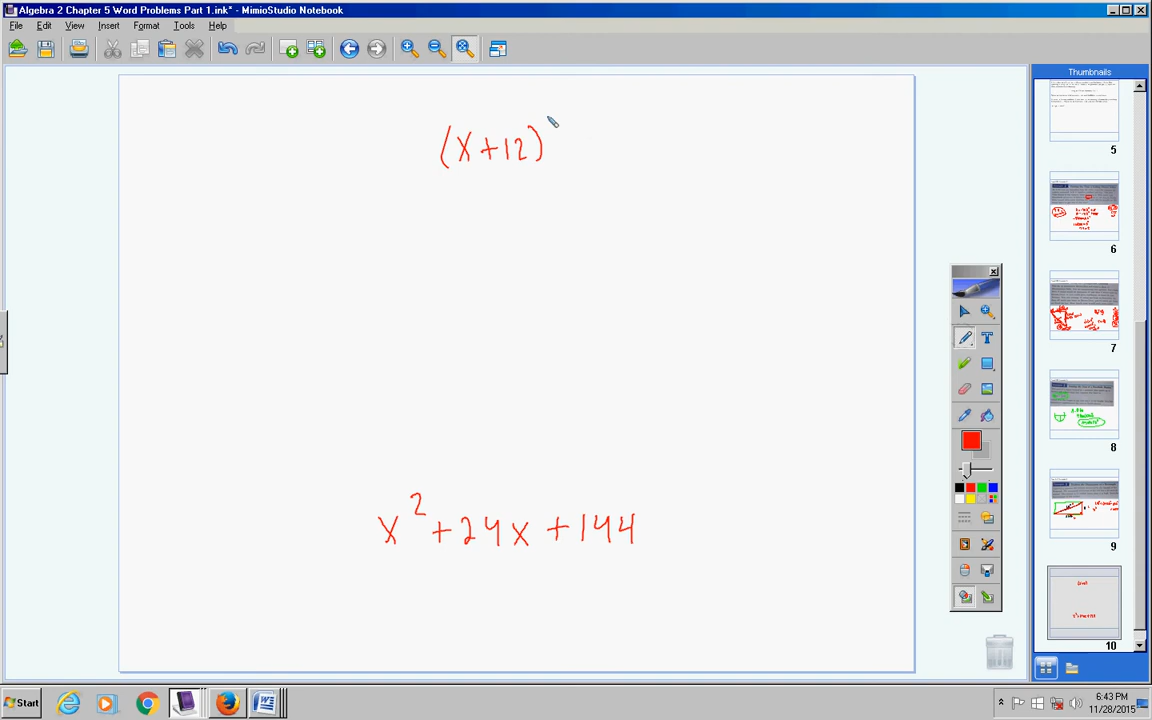 Algebra 2 Chapter 5 Word Problems Part 1.ink* - MimioStudio Notebook
File Edit View Insert Format Tools Help
Thumbnails
(x+12)
x² +24x +144
5
6
7
8
9
10
T
Start
6:43 PM
11/28/2015